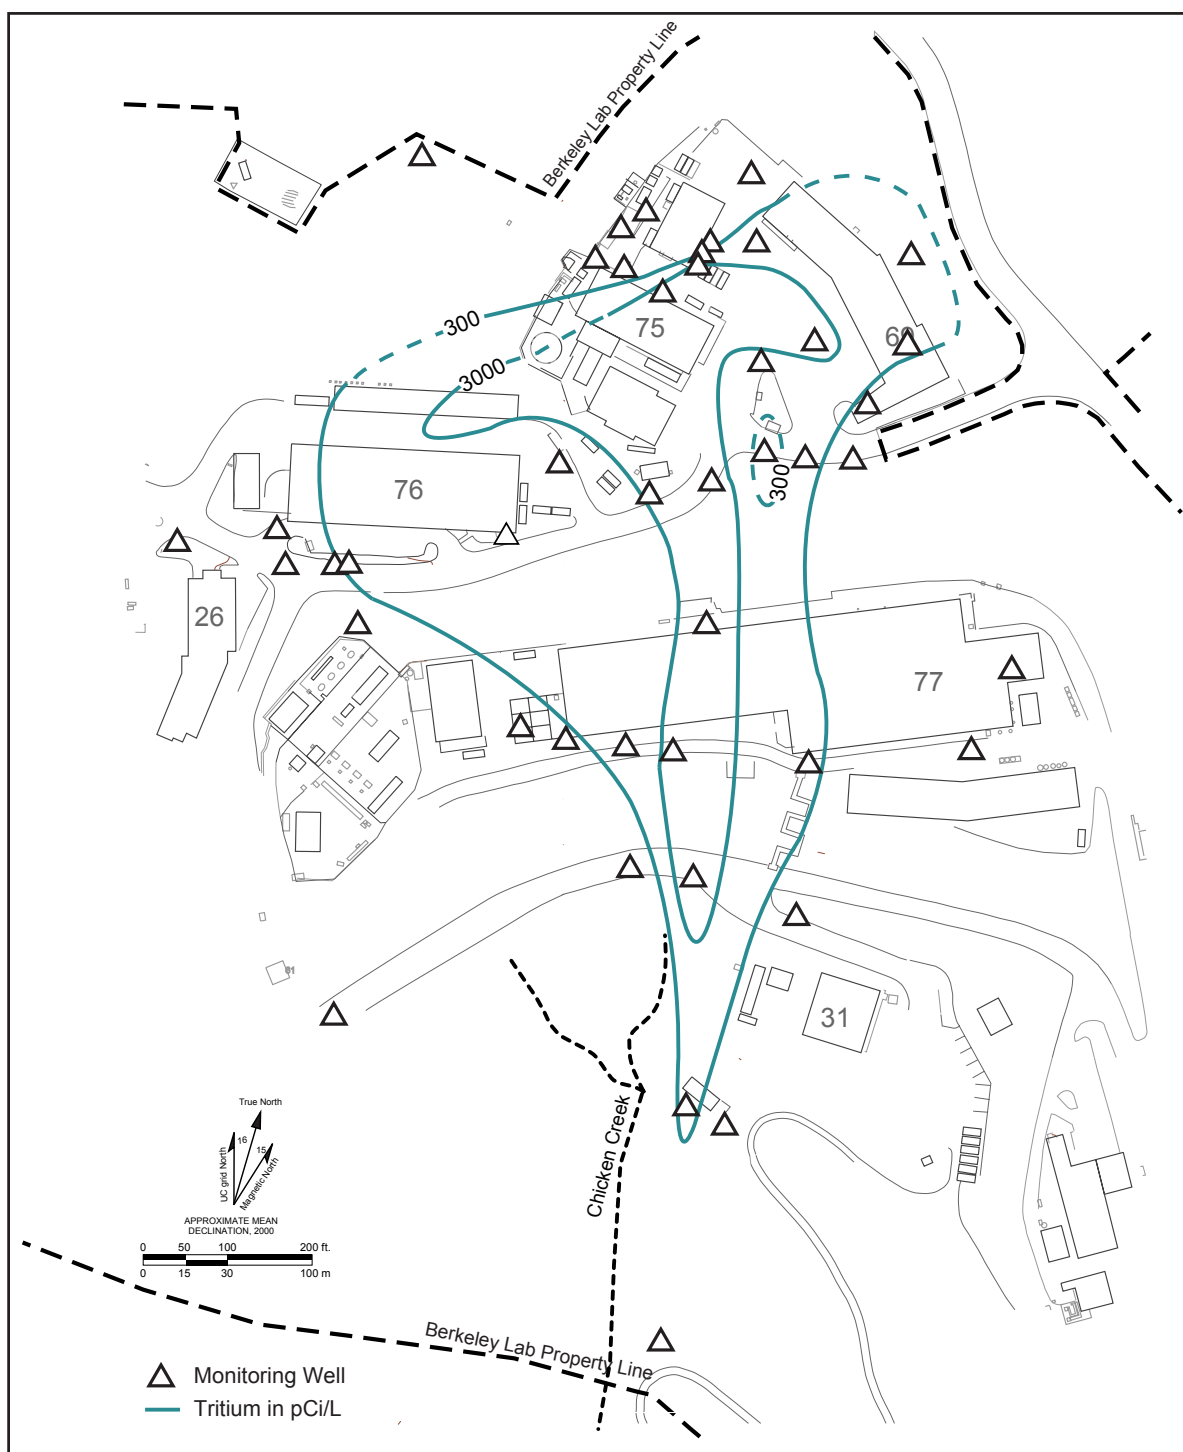 Berkeley Lab Property Line
300
3000
75
69
76
300
26
77
31
Chicken Creek
True North
16
15
UC grid North
Magnetic North
APPROXIMATE MEAN
DECLINATION, 2000
0 50 100 200 ft.
0 15 30 100 m
Berkeley Lab Property Line
Monitoring Well
Tritium in pCi/L